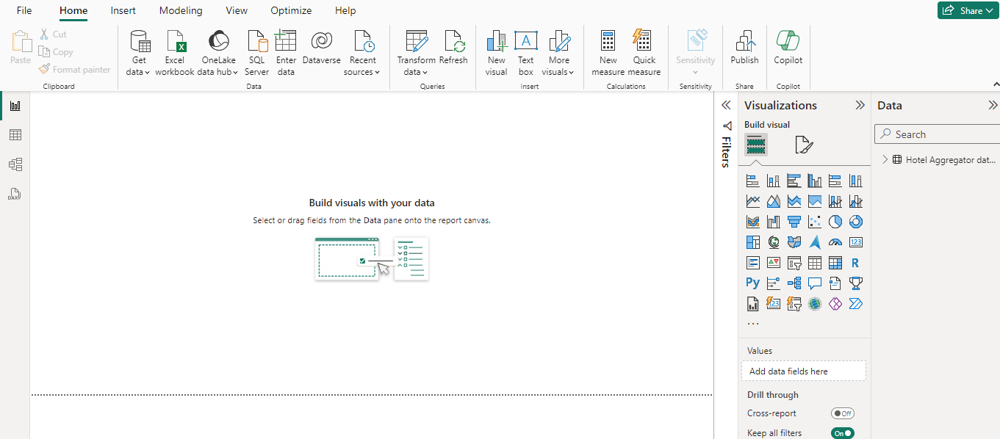 File Home Insert Modeling View Optimize Help
Share
Paste
Cut
Copy
Format painter
Clipboard
Get data
Excel workbook
OneLake data hub
SQL Server
Enter data
Dataverse
Recent sources
Data
Transform data
Refresh
Queries
New visual
Text box
A
More visuals
Insert
New measure
Quick measure
Calculations
Sensitivity
Sensitivity
Publish
Share
Copilot
Copilot
DAX
Build visuals with your data
Select or drag fields from the Data pane onto the report canvas.
Filters
Visualizations
Build visual
123
R
Py
123
...
Values
Add data fields here
Drill through
Cross-report
Off
Keep all filters
On
Data
Search
Hotel Aggregator dat...